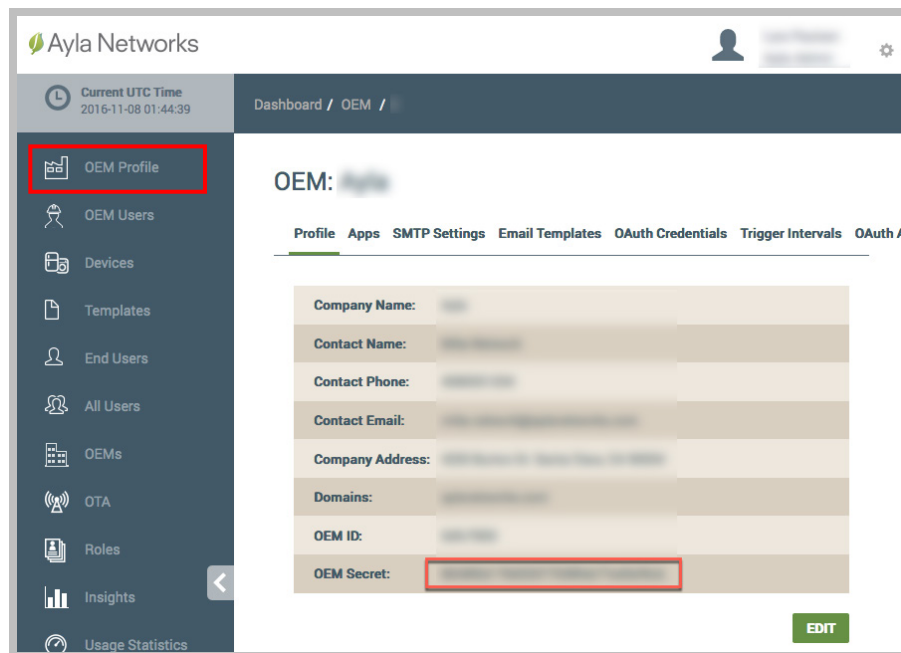 Ayla Networks
Current UTC Time
2016-11-08 01:44:39
Dashboard / OEM /
OEM Profile
OEM Users
Devices
Templates
End Users
All Users
OEMs
OTA
Roles
Insights
Usage Statistics
OEM:
Profile Apps SMTP Settings Email Templates OAuth Credentials Trigger Intervals OAuth A
Company Name:
Contact Name:
Contact Phone:
Contact Email:
Company Address:
Domains:
OEM ID:
OEM Secret:
EDIT